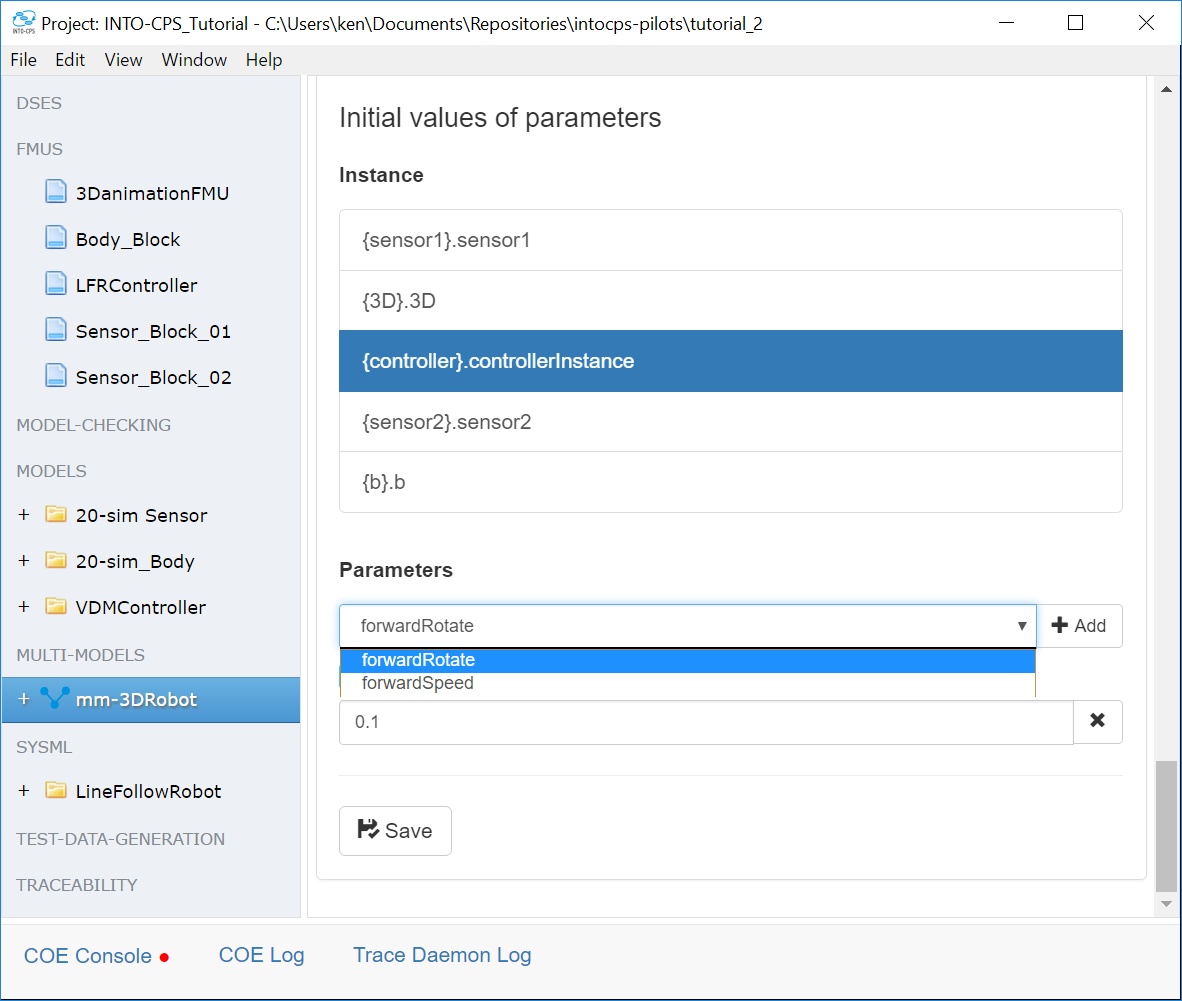 INTO-CPS
Project: INTO-CPS_Tutorial - C:\Users\ken\Documents\Repositories\intocps-pilots\tutorial_2
File Edit View Window Help
DSES
FMUS
3DanimationFMU
Body_Block
LFRController
Sensor_Block_01
Sensor_Block_02
MODEL-CHECKING
MODELS
+ 20-sim Sensor
+ 20-sim_Body
+ VDMController
MULTI-MODELS
+ mm-3DRobot
SYSML
+ LineFollowRobot
TEST-DATA-GENERATION
TRACEABILITY
Initial values of parameters
Instance
{sensor1}.sensor1
{3D}.3D
{controller}.controllerInstance
{sensor2}.sensor2
{b}.b
Parameters
forwardRotate
Add
forwardRotate
forwardSpeed
0.1
Save
COE Console
COE Log
Trace Daemon Log